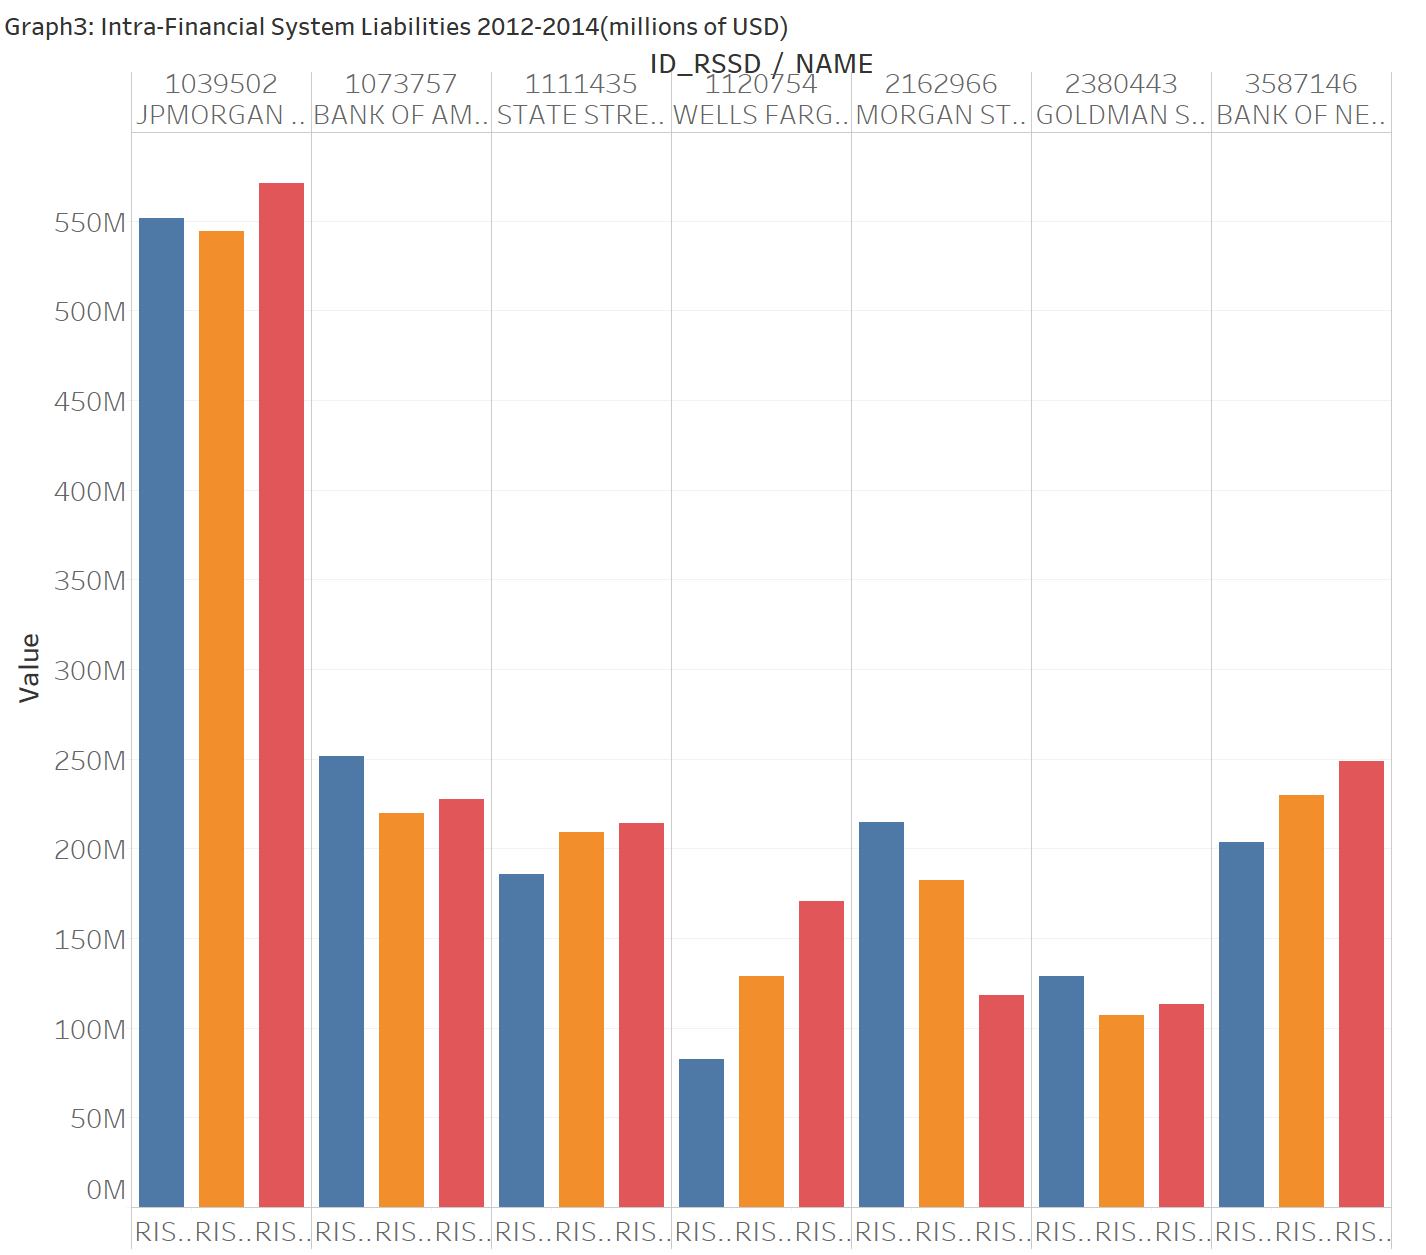 Graph3: Intra-Financial System Liabilities 2012-2014(millions of USD)
ID_RSSD / NAME
1039502 1073757 1111435 1120754 2162966 2380443 3587146
JPMORGAN .. BANK OF AM.. STATE STRE.. WELLS FARG.. MORGAN ST.. GOLDMAN S.. BANK OF NE..
550M
500M
450M
400M
350M
300M
250M
200M
150M
100M
50M
0M
Value
RIS.. RIS.. RIS.. RIS.. RIS.. RIS.. RIS.. RIS.. RIS.. RIS.. RIS.. RIS.. RIS.. RIS.. RIS.. RIS.. RIS.. RIS.. RIS.. RIS.. RIS..